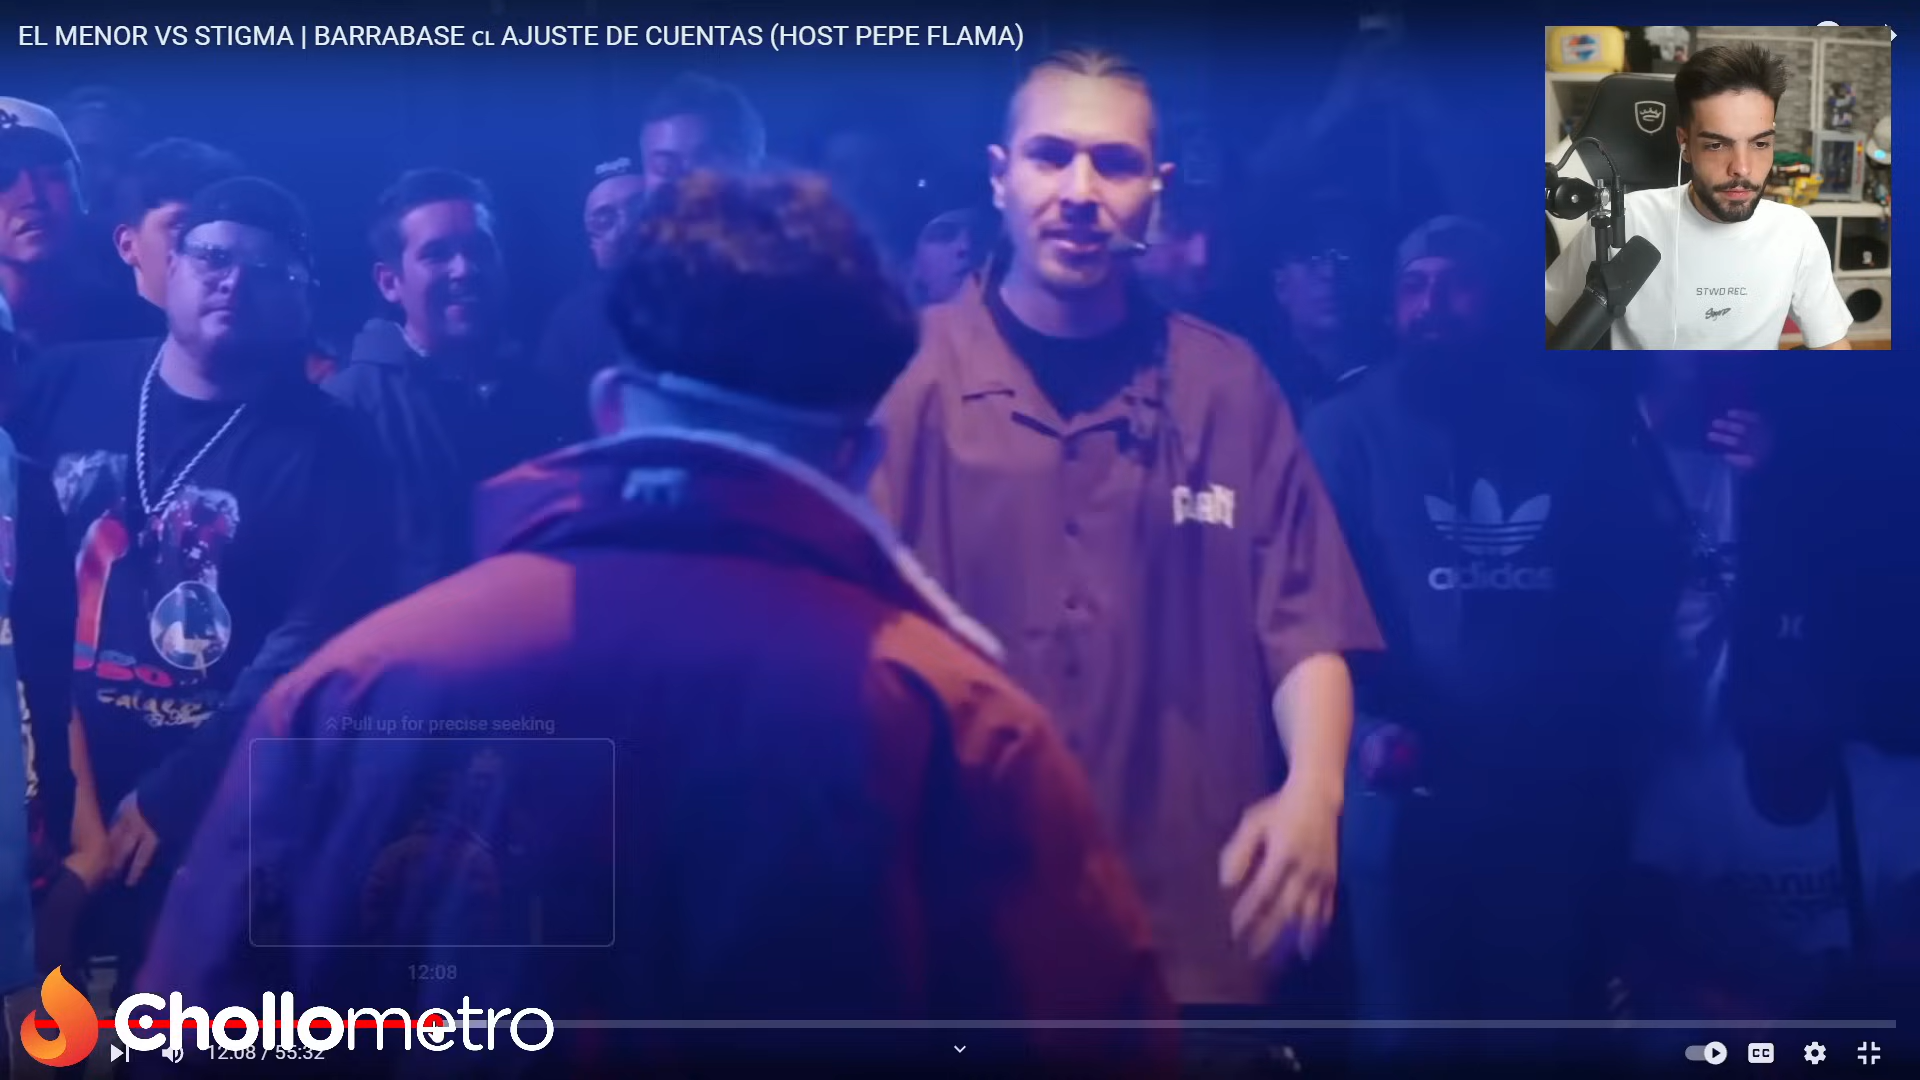 EL MENOR VS STIGMA | BARRABASE CL AJUSTE DE CUENTAS (HOST PEPE FLAMA)
STWD REC.
adidas
Pull up for precise seeking
12:08
Chollometro
12:08 / 55:32
CC